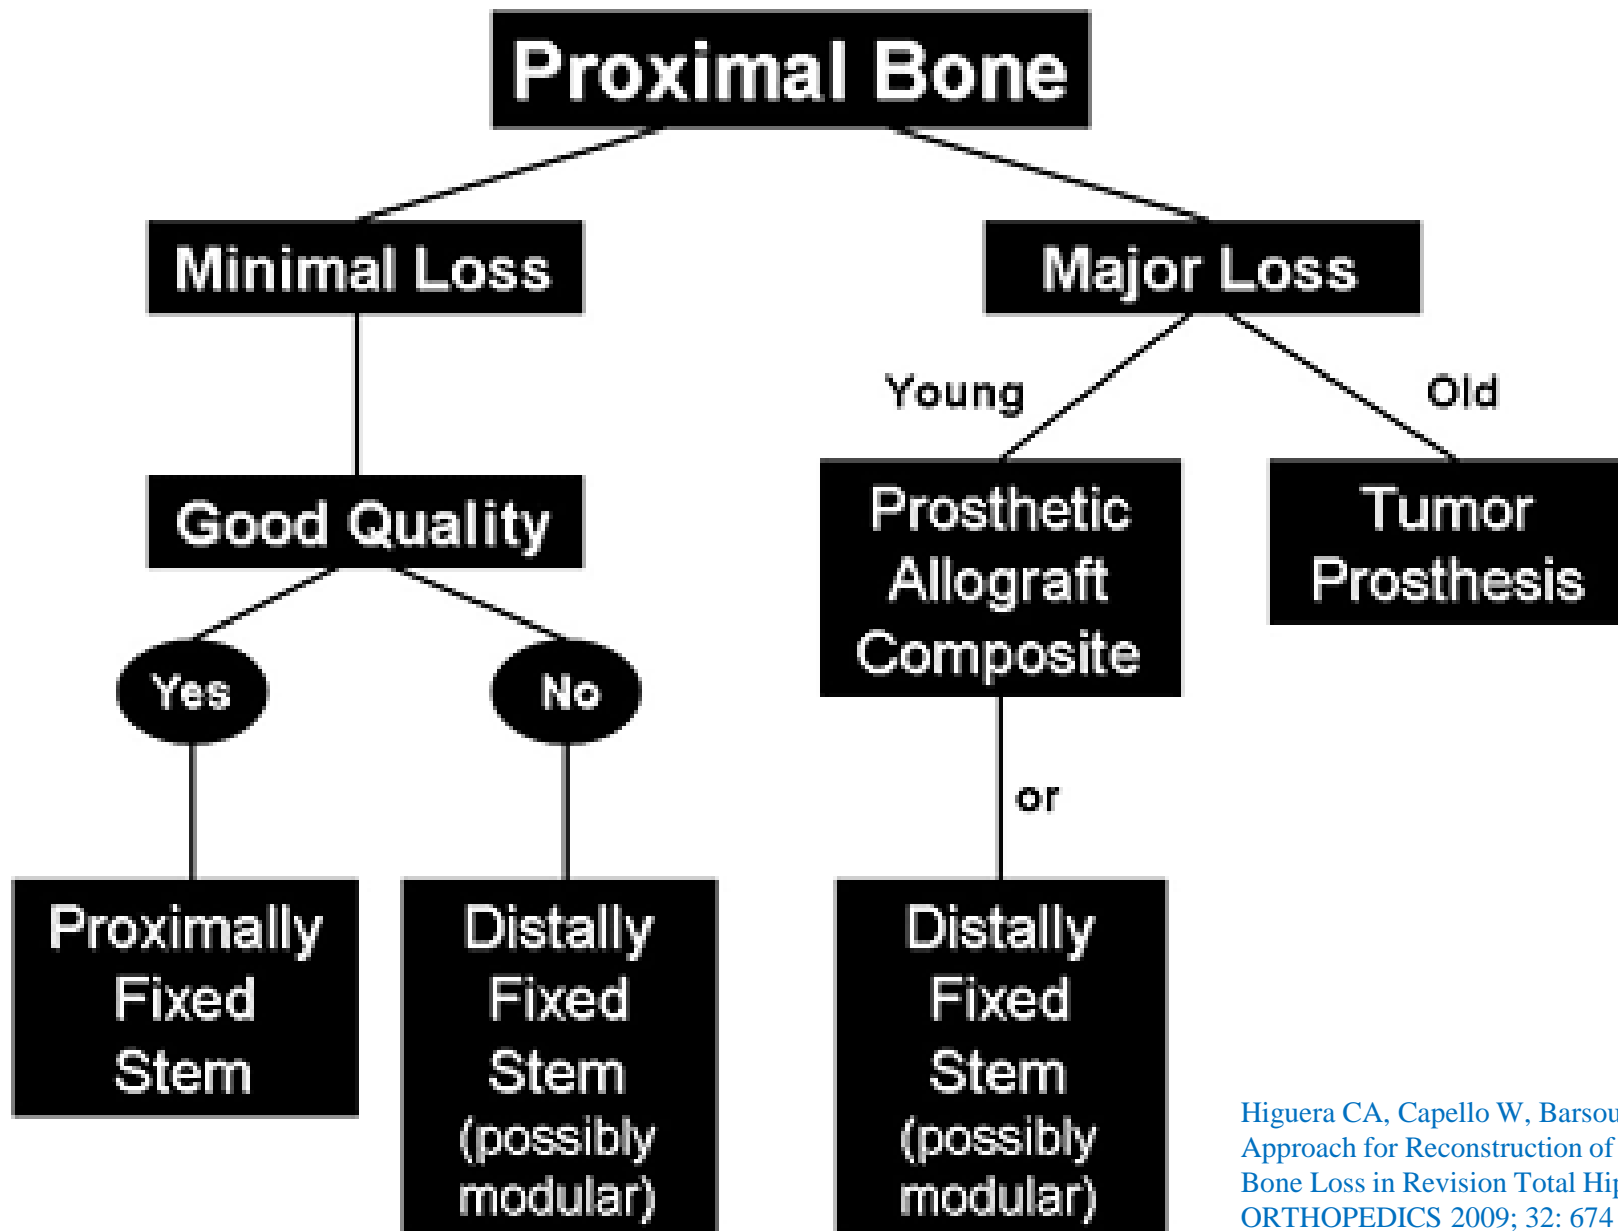 Proximal Bone
Minimal Loss
Major Loss
Young
Old
Good Quality
Prosthetic
Allograft
Composite
Tumor
Prosthesis
Yes
No
or
Proximally
Fixed
Stem
Distally
Fixed
Stem
(possibly
modular)
Distally
Fixed
Stem
(possibly
modular)
Higuera CA, Capello W, Barsou
Approach for Reconstruction of
Bone Loss in Revision Total Hip
ORTHOPEDICS 2009; 32: 674